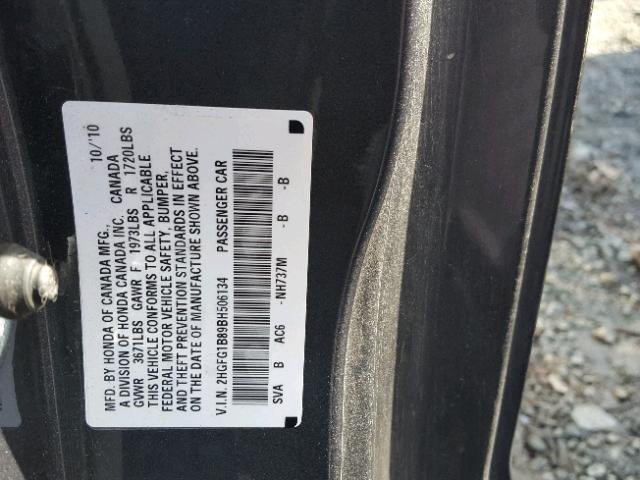 MFD. BY HONDA OF CANADA MFG., 10/'10
A DIVISION OF HONDA CANADA INC. CANADA
GVWR 3671LBS GAWR F 1973LBS R 1720LBS
THIS VEHICLE CONFORMS TO ALL APPLICABLE
FEDERAL MOTOR VEHICLE SAFETY, BUMPER,
AND THEFT PREVENTION STANDARDS IN EFFECT
ON THE DATE OF MANUFACTURE SHOWN ABOVE.
V.I.N. 2HGFG1B89BH506134 PASSENGER CAR
SVA B AC6 -NH737M -B -B